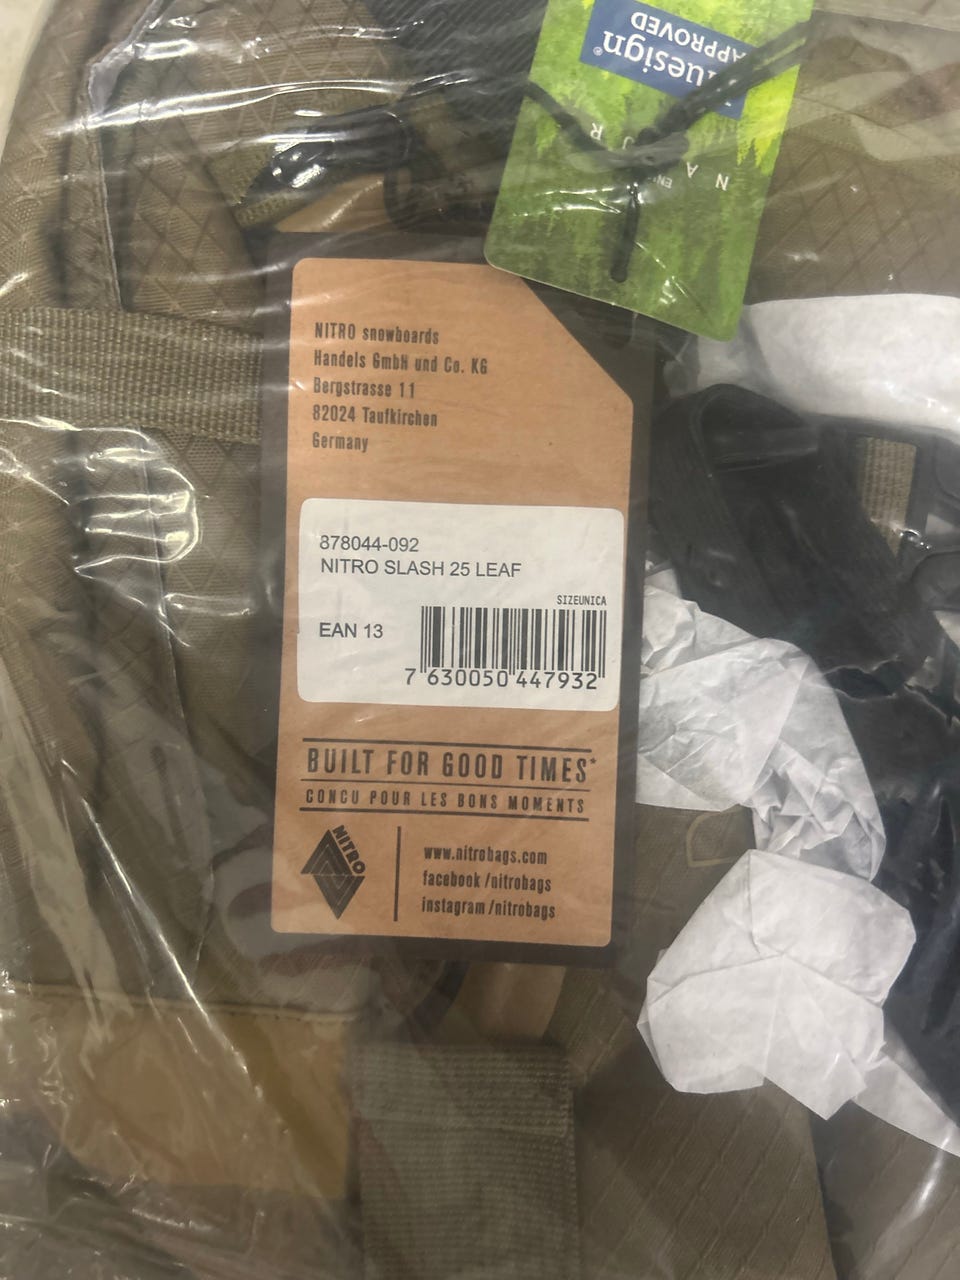 APPROVED
NITRO snowboards
Handels GmbH und Co. KG
Bergstrasse 11
82024 Taufkirchen
Germany
878044-092
NITRO SLASH 25 LEAF
SIZEUNICA
EAN 13
7 630050 447932
BUILT FOR GOOD TIMES*
CONCU POUR LES BONS MOMENTS
NITRO
www.nitrobags.com
facebook /nitrobags
instagram /nitrobags